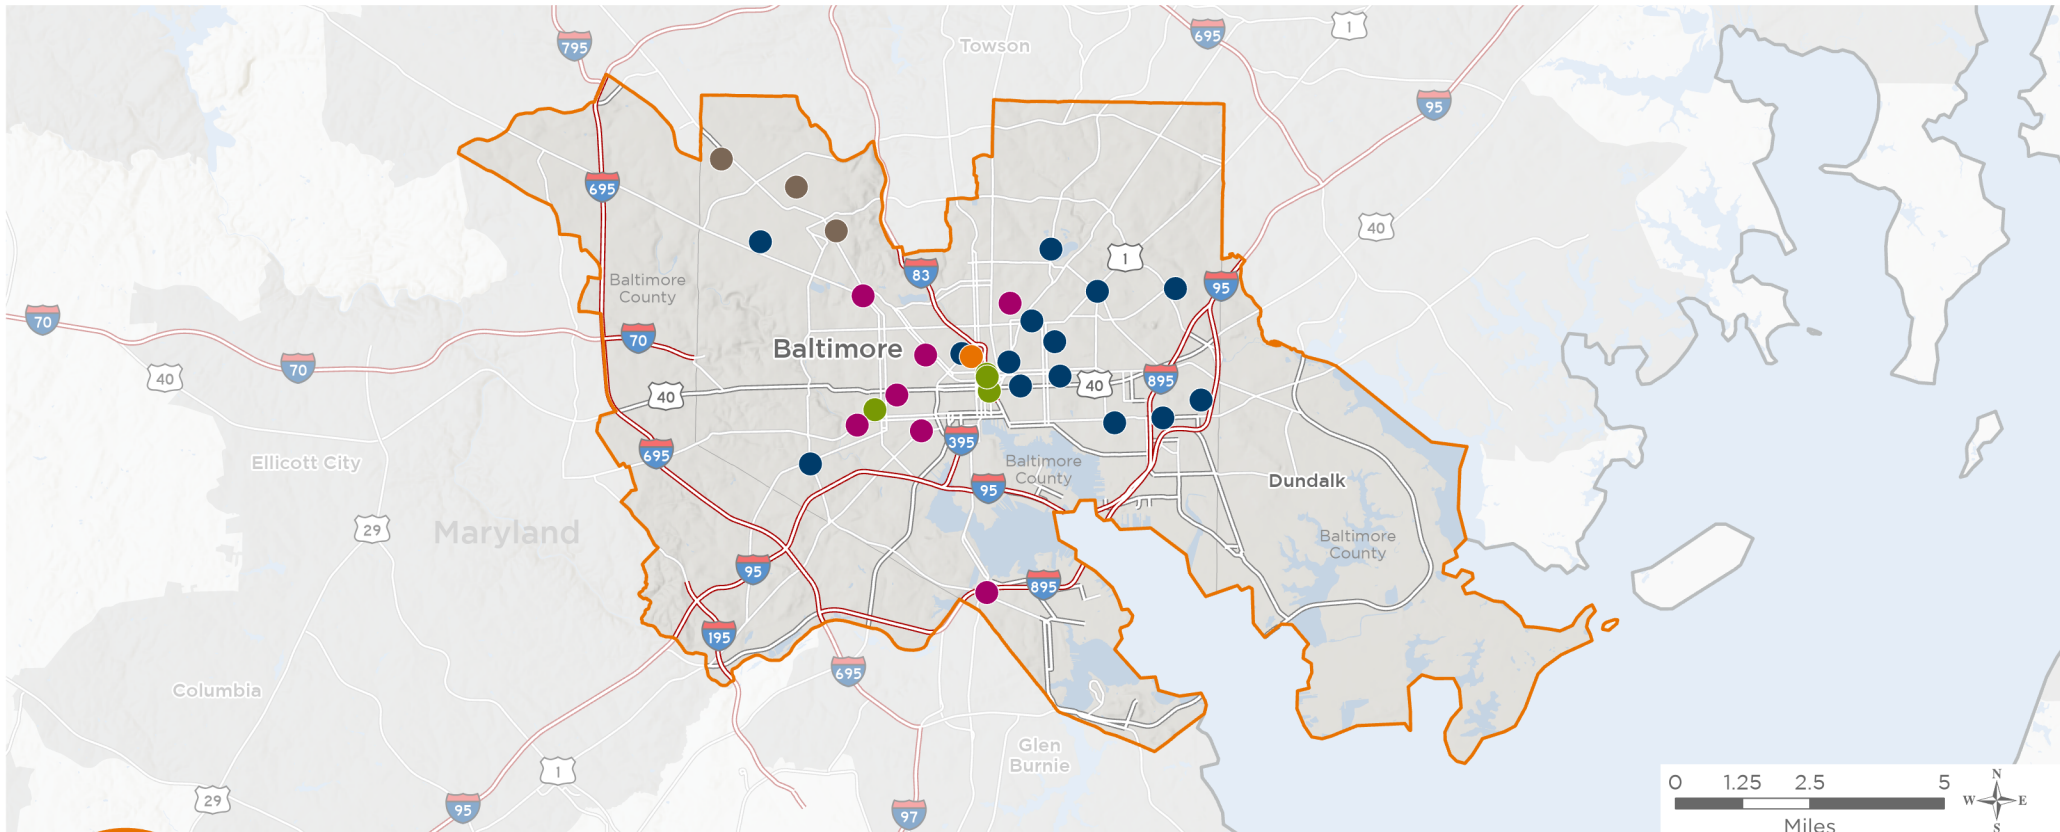 1
795
695
Towson
95
695
40
1
83
Baltimore
County
95
70
70
Baltimore
70
40
40
895
40
395
695
Ellicott City
Baltimore
County
95
Dundalk
29
Maryland
Baltimore
County
95
895
195
695
Columbia
Glen
Burnie
1
29
95
97
0 1.25 2.5 5
Miles
N
W E
S